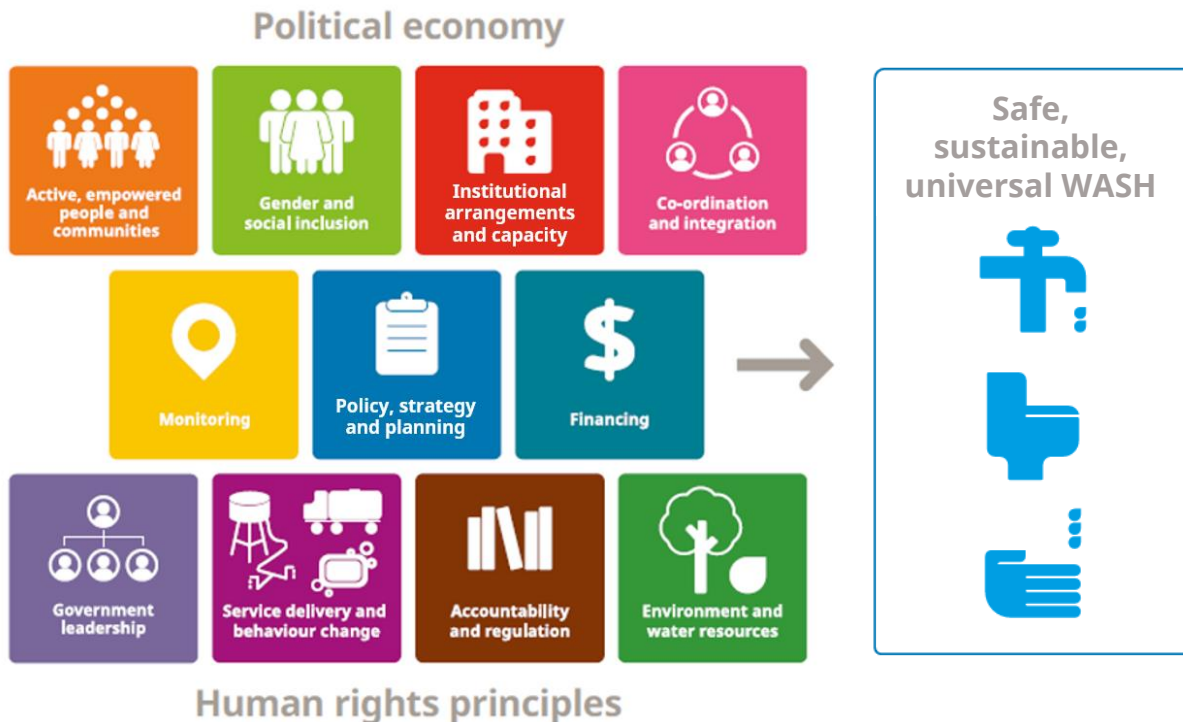 Political economy
Active, empowered
people and
communities
Gender and
social inclusion
Institutional
arrangements
and capacity
Co-ordination
and integration
Monitoring
Policy, strategy
and planning
$
Financing
Government
leadership
Service delivery and
behaviour change
Accountability
and regulation
Environment and
water resources
Human rights principles
Safe,
sustainable,
universal WASH